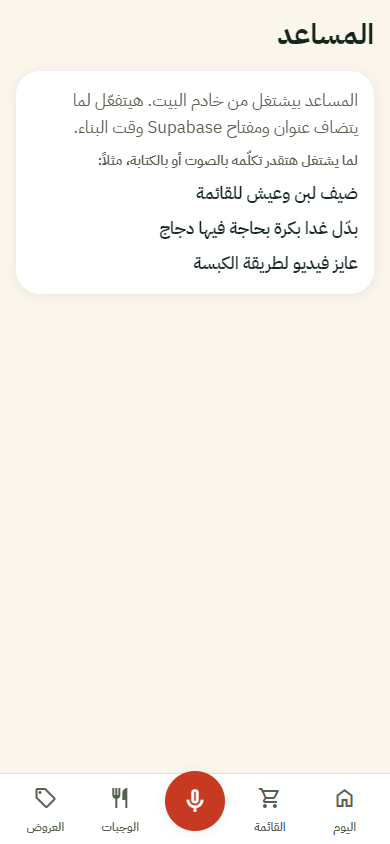 المساعد
المساعد بيشتغل من خادم البيت. هيتفعّل لما
يتضاف عنوان ومفتاح Supabase وقت البناء.
لما يشتغل هتقدر تكلّمه بالصوت أو بالكتابة، مثلاً:
ضيف لبن وعيش للقائمة
بدّل غدا بكرة بحاجة فيها دجاج
عايز فيديو لطريقة الكبسة
اليوم
القائمة
الوجبات
العروض